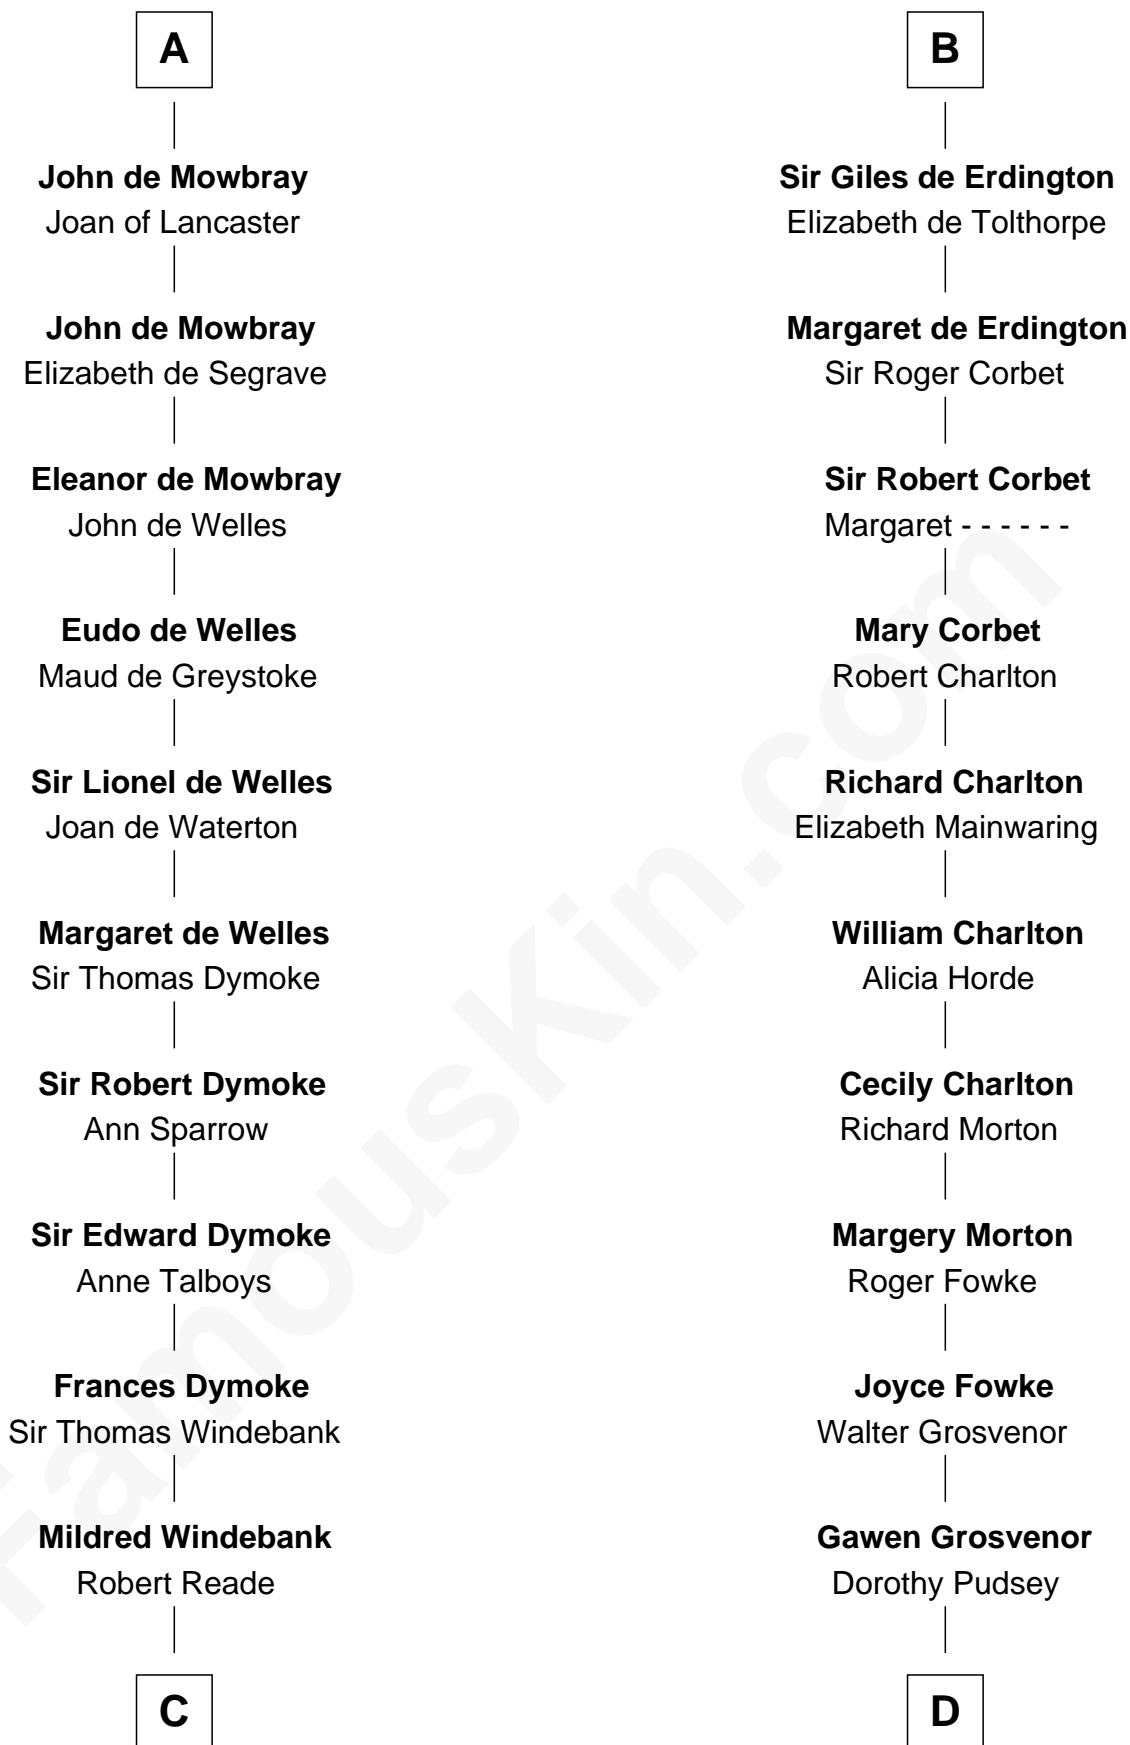 A
John de Mowbray
Joan of Lancaster
John de Mowbray
Elizabeth de Segrave
Eleanor de Mowbray
John de Welles
Eudo de Welles
Maud de Greystoke
Sir Lionel de Welles
Joan de Waterton
Margaret de Welles
Sir Thomas Dymoke
Sir Robert Dymoke
Ann Sparrow
Sir Edward Dymoke
Anne Talboys
Frances Dymoke
Sir Thomas Windebank
Mildred Windebank
Robert Reade
C
B
Sir Giles de Erdington
Elizabeth de Tolthorpe
Margaret de Erdington
Sir Roger Corbet
Sir Robert Corbet
Margaret - - - - - -
Mary Corbet
Robert Charlton
Richard Charlton
Elizabeth Mainwaring
William Charlton
Alicia Horde
Cecily Charlton
Richard Morton
Margery Morton
Roger Fowke
Joyce Fowke
Walter Grosvenor
Gawen Grosvenor
Dorothy Pudsey
D
FamousKin.com